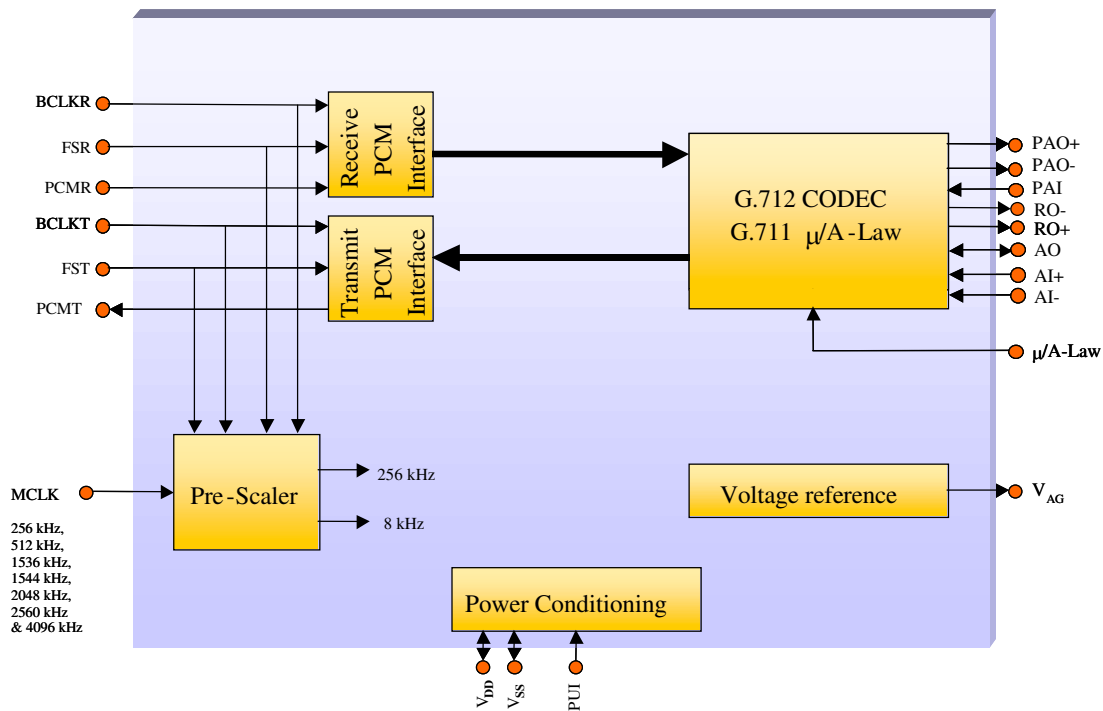 BCLKR
FSR
PCMR
BCLKT
FST
PCMT
Receive
PCM
Interface
Transmit
PCM
Interface
G.712 CODEC
G.711 μ/A-Law
PAO+
PAO-
PAI
RO-
RO+
AO
AI+
AI-
μ/A-Law
MCLK
256 kHz,
512 kHz,
1536 kHz,
1544 kHz,
2048 kHz,
2560 kHz
& 4096 kHz
Pre-Scaler
256 kHz
8 kHz
Voltage reference
VAG
Power Conditioning
VDD
VSS
PUI